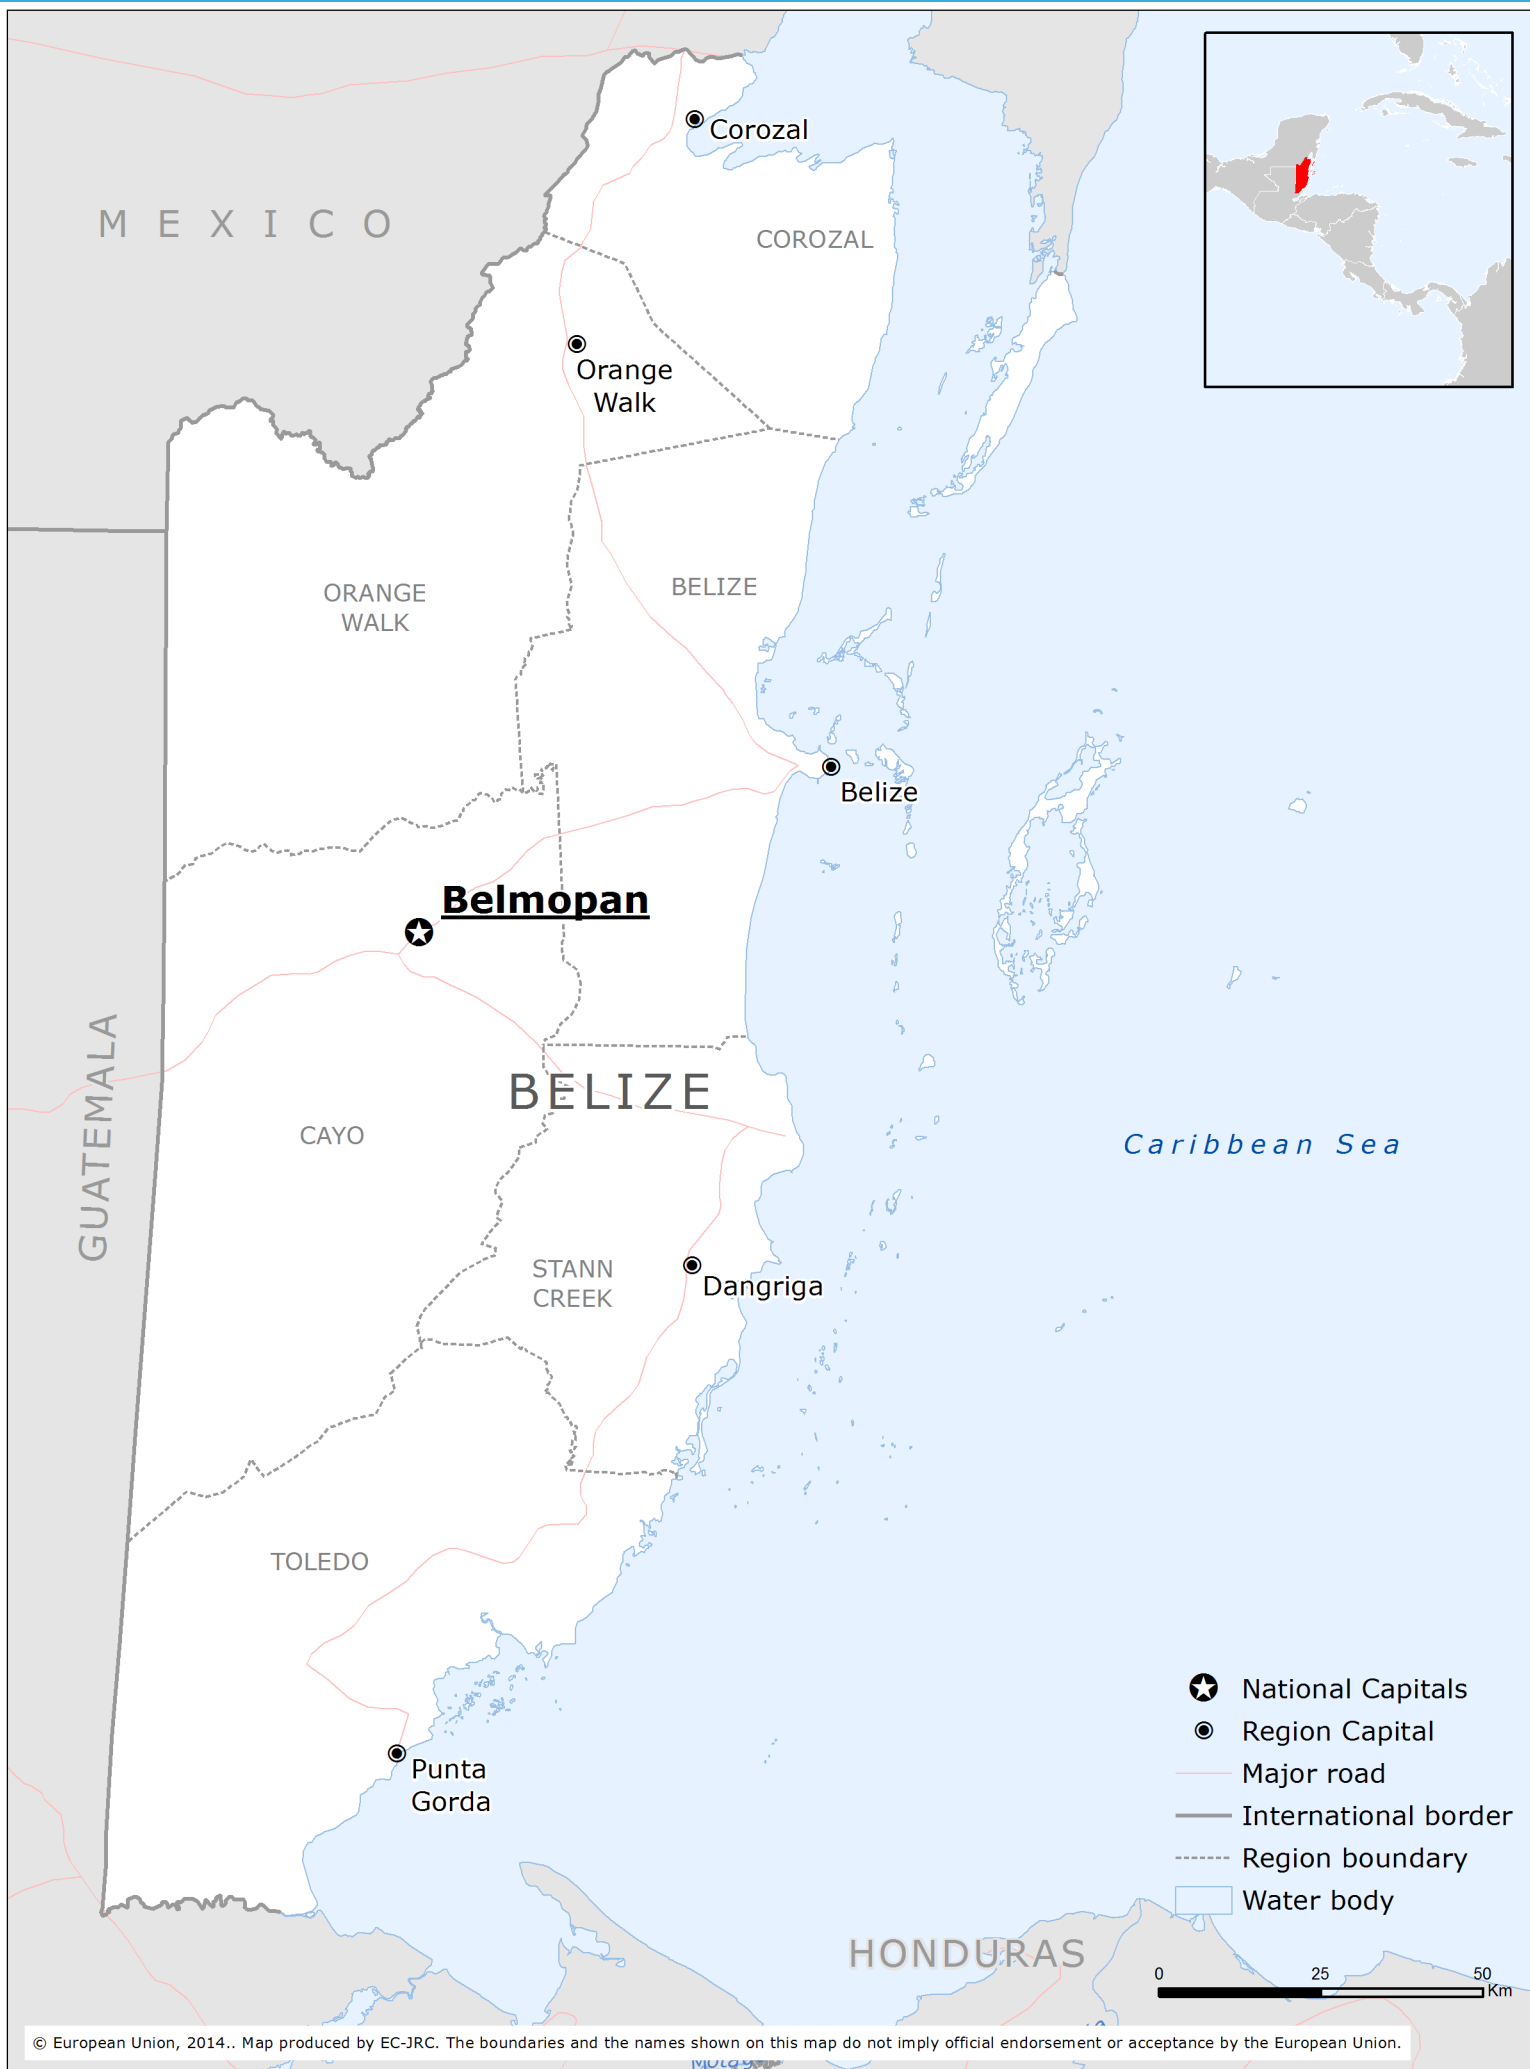 Corozal
MEXICO
COROZAL
Orange
Walk
ORANGE
WALK
BELIZE
Belize
Belmopan
GUATEMALA
BELIZE
CAYO
Caribbean Sea
STANN
CREEK
Dangriga
TOLEDO
Punta
Gorda
National Capitals
Region Capital
Major road
International border
Region boundary
Water body
HONDURAS
0 25 50
Km
© European Union, 2014.. Map produced by EC-JRC. The boundaries and the names shown on this map do not imply official endorsement or acceptance by the European Union.